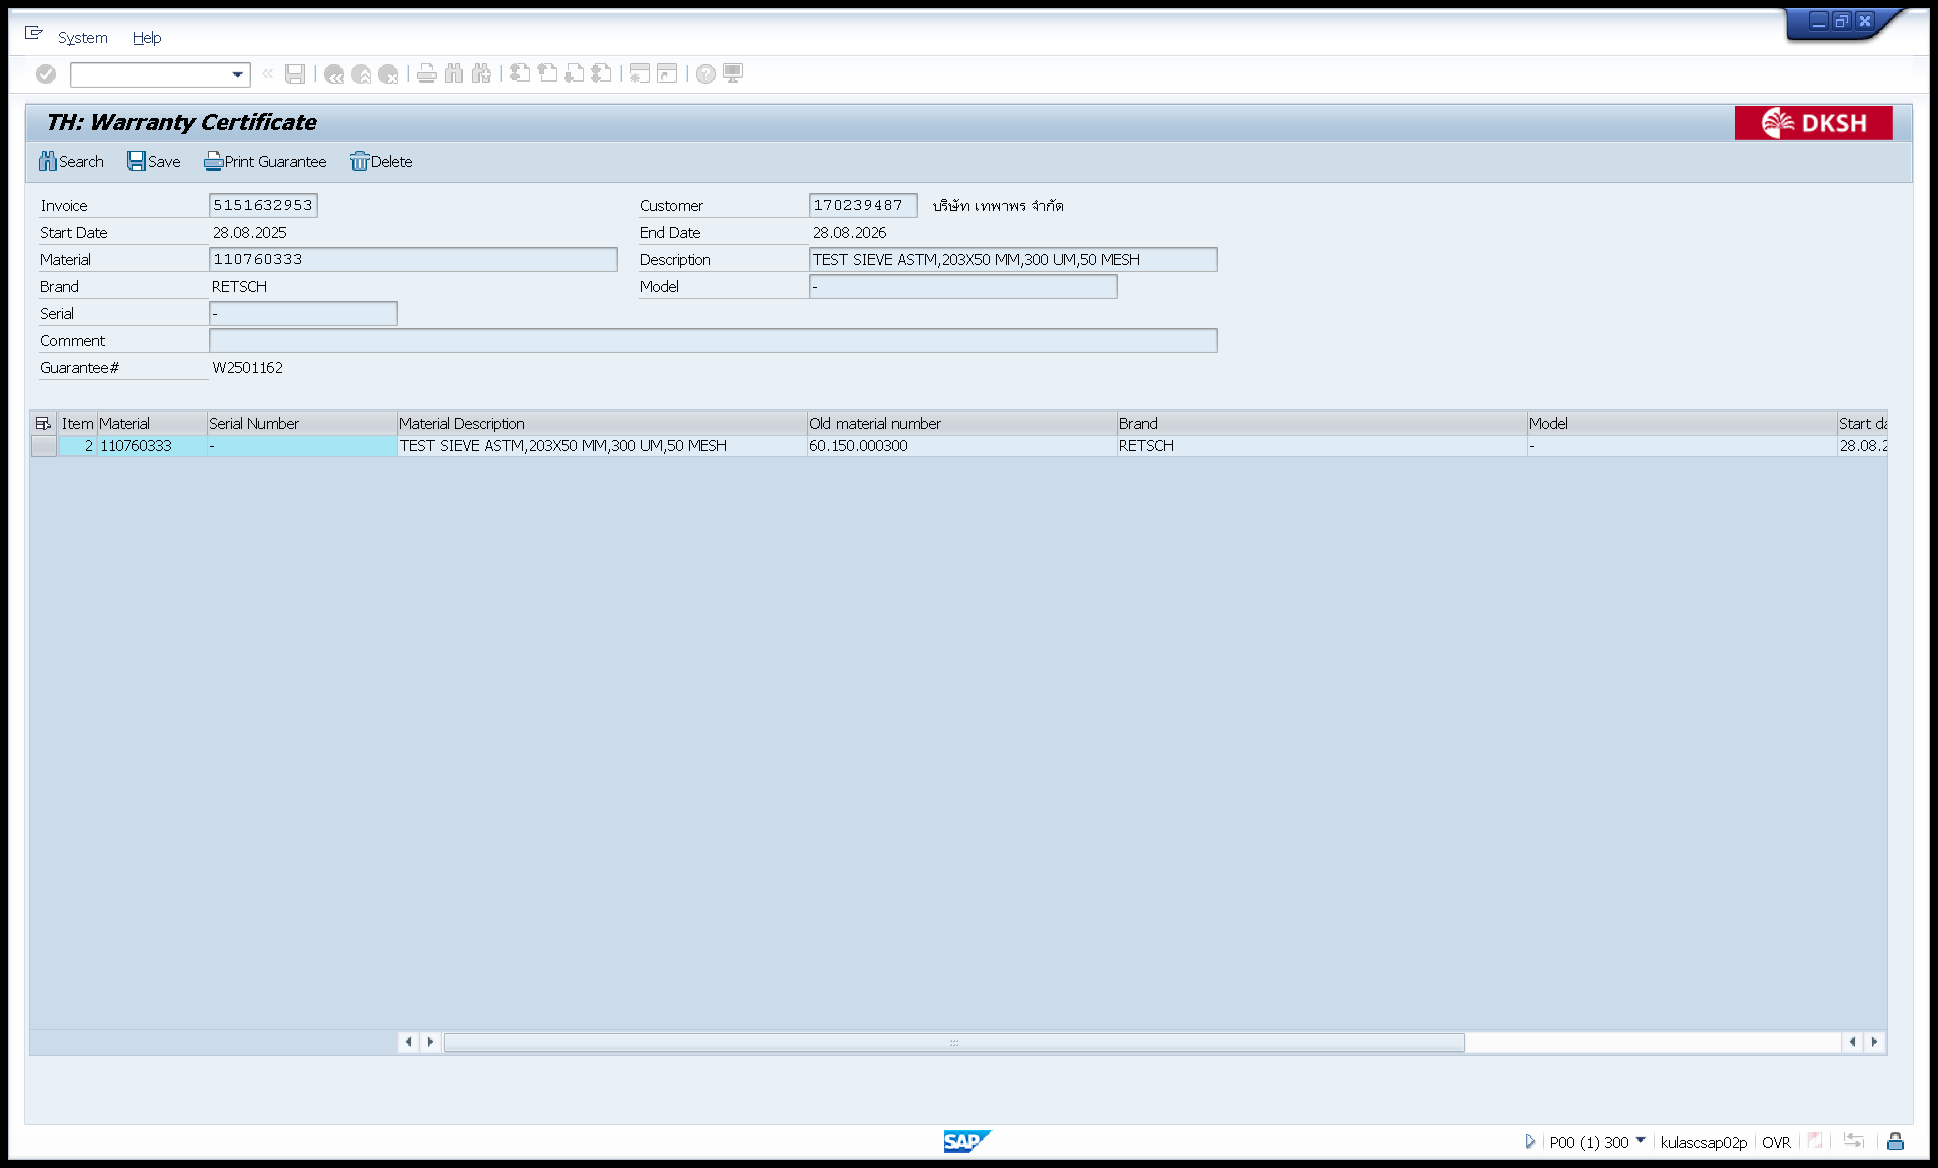 System Help
TH: Warranty Certificate
DKSH
Search Save Print Guarantee Delete
Invoice 5151632953 Customer 170239487 บริษัท เทพาพร จำกัด
Start Date 28.08.2025 End Date 28.08.2026
Material 110760333 Description TEST SIEVE ASTM,203X50 MM,300 UM,50 MESH
Brand RETSCH Model -
Serial -
Comment
Guarantee# W2501162
Item Material Serial Number Material Description Old material number Brand Model Start da
2 110760333 - TEST SIEVE ASTM,203X50 MM,300 UM,50 MESH 60.150.000300 RETSCH - 28.08.2
SAP
P00 (1) 300 kulascsap02p OVR